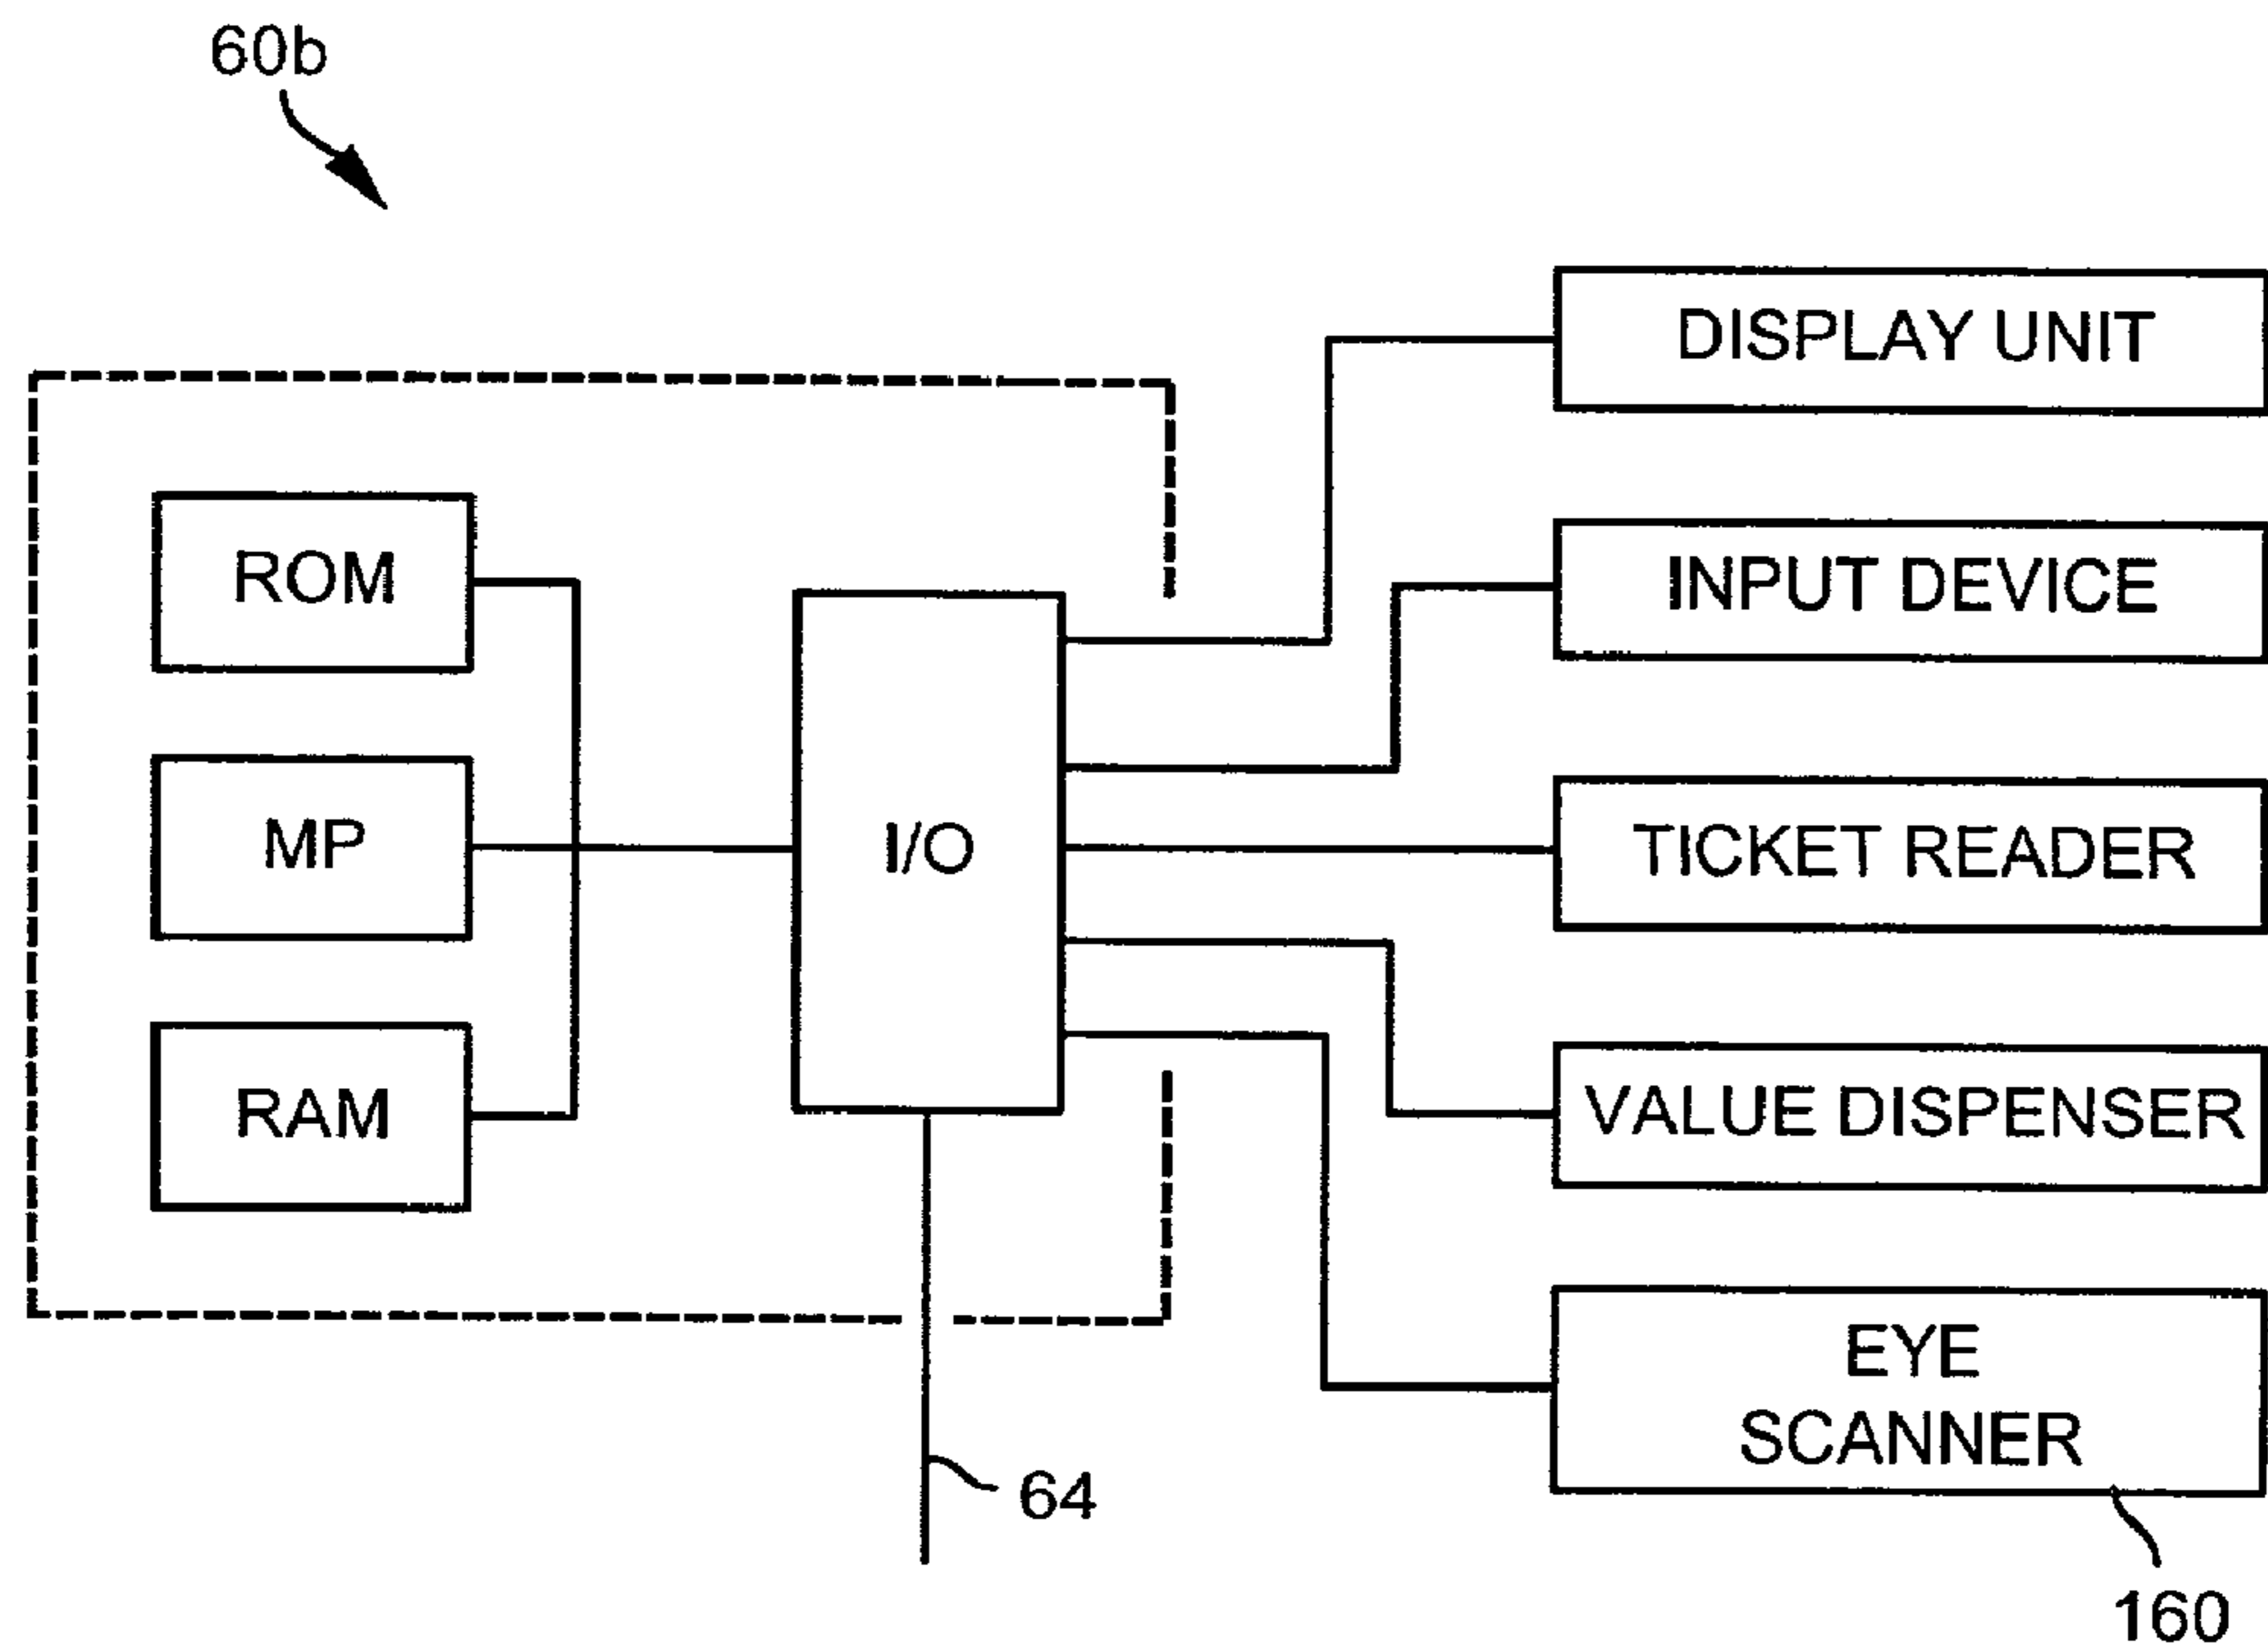 60b
DISPLAY UNIT
ROM
INPUT DEVICE
MP
I/O
TICKET READER
RAM
VALUE DISPENSER
EYE
SCANNER
64
160